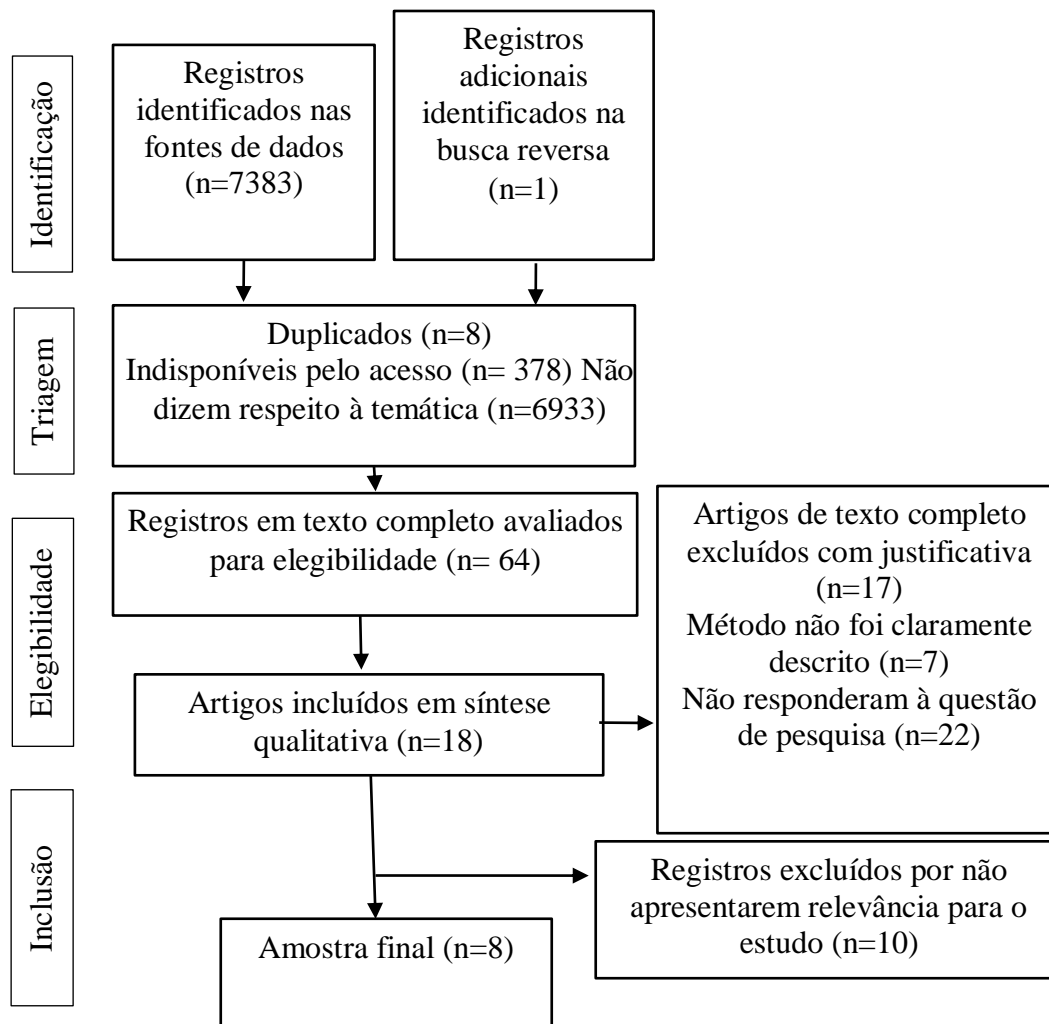 Identificação
Registros
identificados nas
fontes de dados
(n=7383)
Registros
adicionais
identificados na
busca reversa
(n=1)
Triagem
Duplicados (n=8)
Indisponíveis pelo acesso (n= 378) Não
dizem respeito à temática (n=6933)
Elegibilidade
Registros em texto completo avaliados
para elegibilidade (n= 64)
Artigos de texto completo
excluídos com justificativa
(n=17)
Método não foi claramente
descrito (n=7)
Não responderam à questão
de pesquisa (n=22)
Artigos incluídos em síntese
qualitativa (n=18)
Inclusão
Registros excluídos por não
apresentarem relevância para o
estudo (n=10)
Amostra final (n=8)